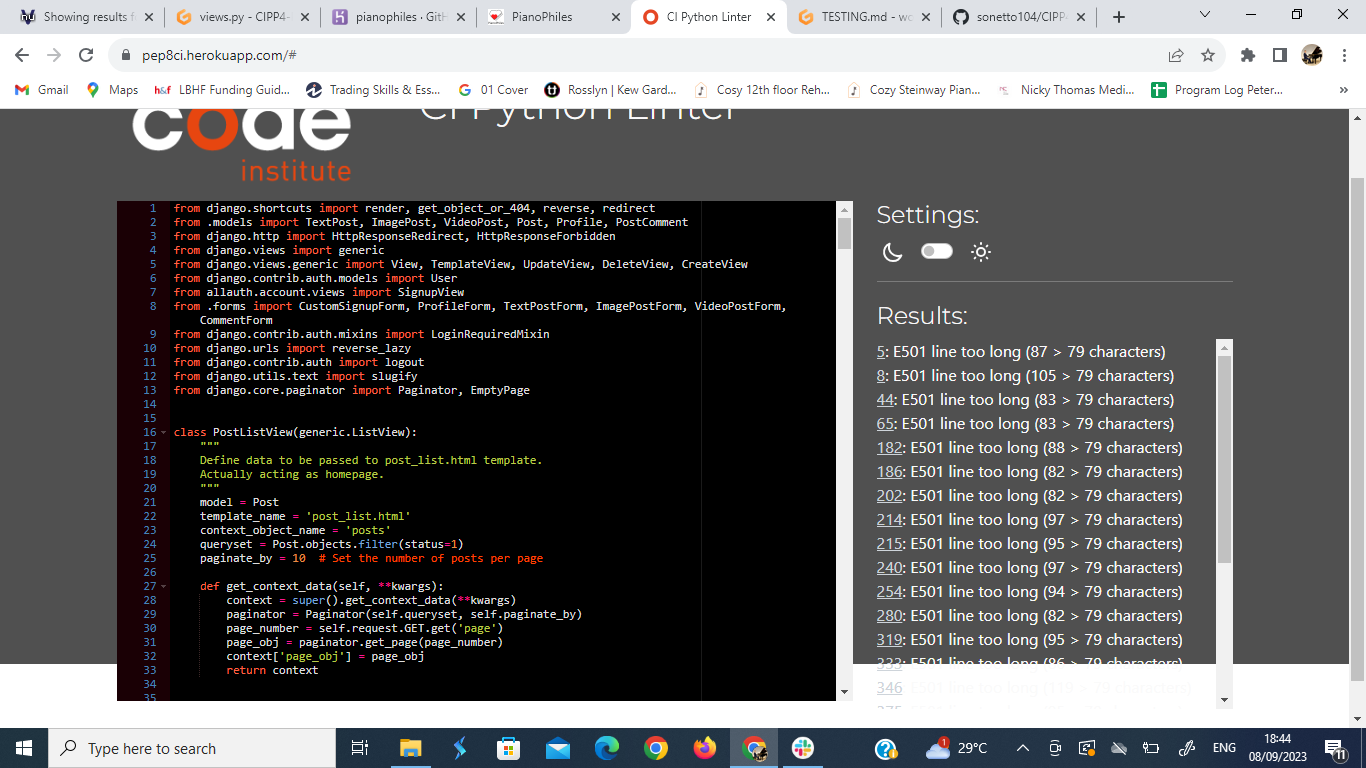 Showing results f
views.py - CIPP4-
pianophiles · GitH
PianoPhiles
CI Python Linter
TESTING.md - wo
sonetto104/CIPP4
pep8ci.herokuapp.com/#
Gmail
Maps
LBHF Funding Guid...
Trading Skills & Ess...
01 Cover
Rosslyn | Kew Gard...
Cosy 12th floor Reh...
Cozy Steinway Pian...
Nicky Thomas Medi...
Program Log Peter...
code
institute
CI Python Linter
1 from django.shortcuts import render, get_object_or_404, reverse, redirect
2 from .models import TextPost, ImagePost, VideoPost, Post, Profile, PostComment
3 from django.http import HttpResponseRedirect, HttpResponseForbidden
4 from django.views import generic
5 from django.views.generic import View, TemplateView, UpdateView, DeleteView, CreateView
6 from django.contrib.auth.models import User
7 from allauth.account.views import SignupView
8 from .forms import CustomSignupForm, ProfileForm, TextPostForm, ImagePostForm, VideoPostForm,
CommentForm
9 from django.contrib.auth.mixins import LoginRequiredMixin
10 from django.urls import reverse_lazy
11 from django.contrib.auth import logout
12 from django.utils.text import slugify
13 from django.core.paginator import Paginator, EmptyPage
14
15
16 class PostListView(generic.ListView):
17 """
18 Define data to be passed to post_list.html template.
19 Actually acting as homepage.
20 """
21 model = Post
22 template_name = 'post_list.html'
23 context_object_name = 'posts'
24 queryset = Post.objects.filter(status=1)
25 paginate_by = 10  # Set the number of posts per page
26
27 def get_context_data(self, **kwargs):
28 context = super().get_context_data(**kwargs)
29 paginator = Paginator(self.queryset, self.paginate_by)
30 page_number = self.request.GET.get('page')
31 page_obj = paginator.get_page(page_number)
32 context['page_obj'] = page_obj
33 return context
34
35
Settings:
Results:
5: E501 line too long (87 > 79 characters)
8: E501 line too long (105 > 79 characters)
44: E501 line too long (83 > 79 characters)
65: E501 line too long (83 > 79 characters)
182: E501 line too long (88 > 79 characters)
186: E501 line too long (82 > 79 characters)
202: E501 line too long (82 > 79 characters)
214: E501 line too long (97 > 79 characters)
215: E501 line too long (95 > 79 characters)
240: E501 line too long (97 > 79 characters)
254: E501 line too long (94 > 79 characters)
280: E501 line too long (82 > 79 characters)
319: E501 line too long (95 > 79 characters)
333: E501 line too long (86 > 79 characters)
346: E501 line too long (119 > 79 characters)
Type here to search
1
29°C
ENG
18:44
08/09/2023
11